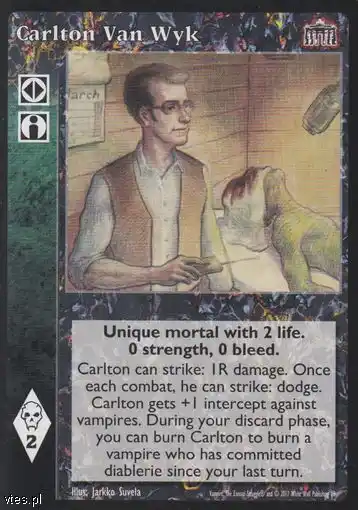 Carlton Van Wyk
arch
Unique mortal with 2 life.
0 strength, 0 bleed.
Carlton can strike: 1R damage. Once
each combat, he can strike: dodge.
Carlton gets +1 intercept against
vampires. During your discard phase,
you can burn Carlton to burn a
vampire who has committed
diablerie since your last turn.
2
Illus: Jarkko Suvela
vtes.pl